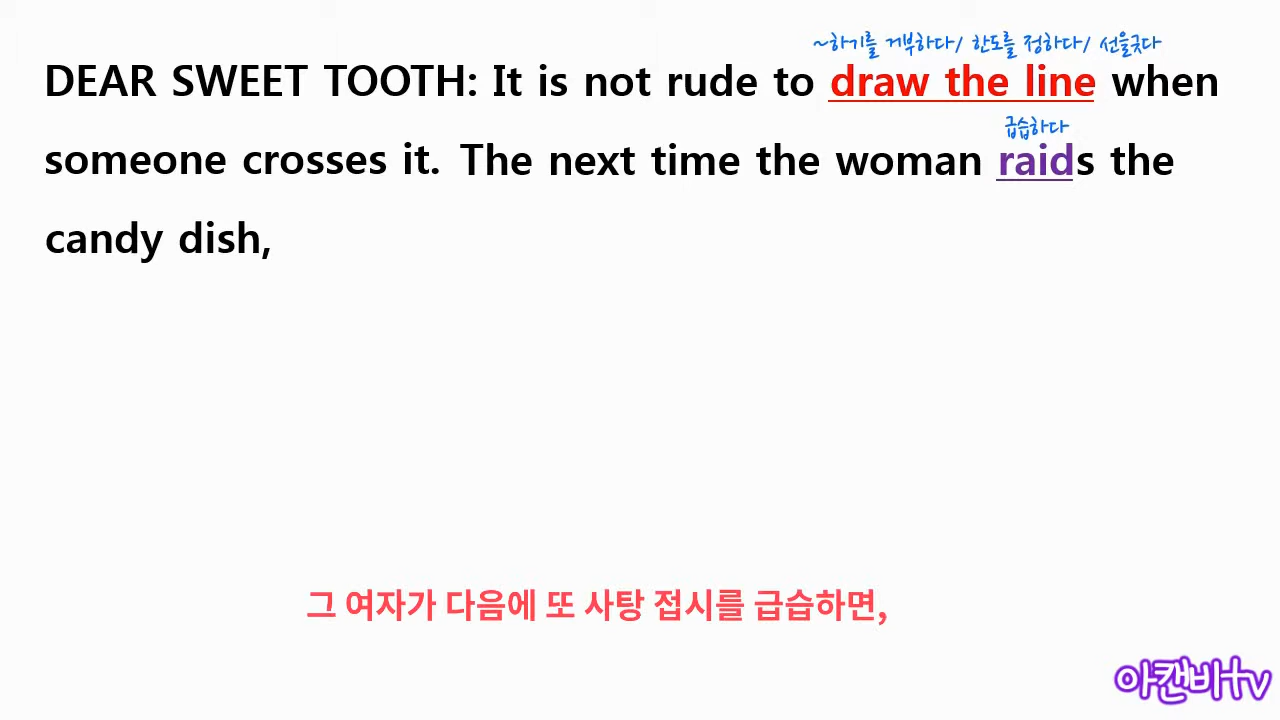 ~하기를 거부하다/ 한도를 정하다/ 선을긋다
DEAR SWEET TOOTH: It is not rude to draw the line when
급습하다
someone crosses it. The next time the woman raids the
candy dish,
그 여자가 다음에 또 사탕 접시를 급습하면,
아캔비tv